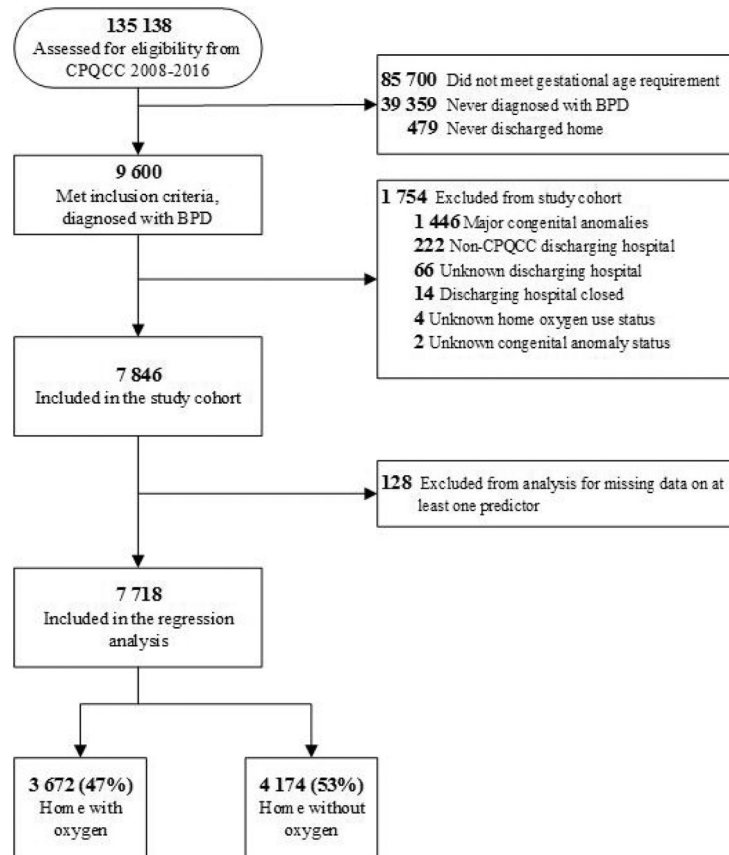 135 138
Assessed for eligibility from
CPQCC 2008-2016
85 700 Did not meet gestational age requirement
39 359 Never diagnosed with BPD
479 Never discharged home
9 600
Met inclusion criteria,
diagnosed with BPD
1 754 Excluded from study cohort
1 446 Major congenital anomalies
222 Non-CPQCC discharging hospital
66 Unknown discharging hospital
14 Discharging hospital closed
4 Unknown home oxygen use status
2 Unknown congenital anomaly status
7 846
Included in the study cohort
128 Excluded from analysis for missing data on at
least one predictor
7 718
Included in the regression
analysis
3 672 (47%)
Home with
oxygen
4 174 (53%)
Home without
oxygen